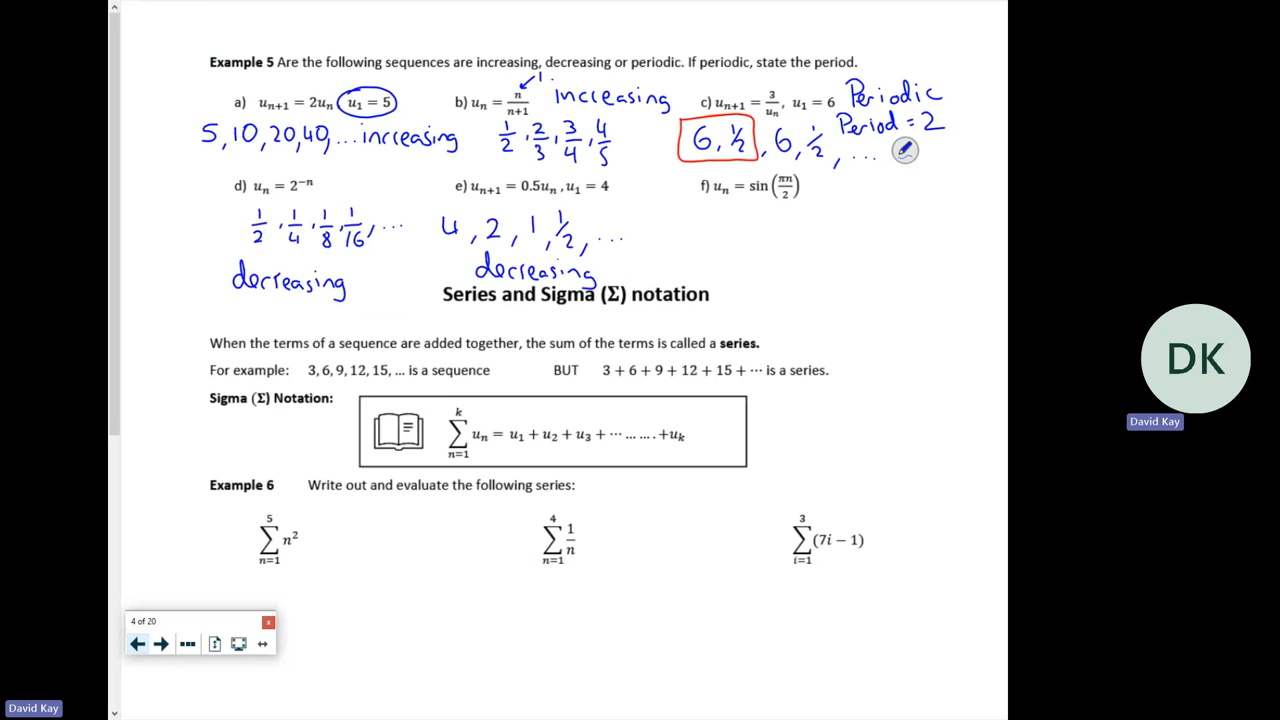 Example 5 Are the following sequences are increasing, decreasing or periodic. If periodic, state the period.
a) uₙ₊₁ = 2uₙ, u₁ = 5
5, 10, 20, 40, ... increasing
b) uₙ = n/(n+1) increasing
1
1/2, 2/3, 3/4, 4/5
c) uₙ₊₁ = 3/uₙ, u₁ = 6 Periodic
Period = 2
6, 1/2, 6, 1/2, ...
d) uₙ = 2⁻ⁿ
1/2, 1/4, 1/8, 1/16, ...
decreasing
e) uₙ₊₁ = 0.5uₙ , u₁ = 4
4, 2, 1, 1/2, ...
decreasing
f) uₙ = sin(πn/2)
Series and Sigma (Σ) notation
When the terms of a sequence are added together, the sum of the terms is called a series.
For example: 3, 6, 9, 12, 15, ... is a sequence BUT 3 + 6 + 9 + 12 + 15 + ⋯ is a series.
Sigma (Σ) Notation:
k
∑ uₙ = u₁ + u₂ + u₃ + ⋯ … … . +uₖ
n=1
Example 6 Write out and evaluate the following series:
5
∑ n²
n=1
4
∑ 1/n
n=1
3
∑ (7i − 1)
i=1
4 of 20
x
DK
David Kay
David Kay